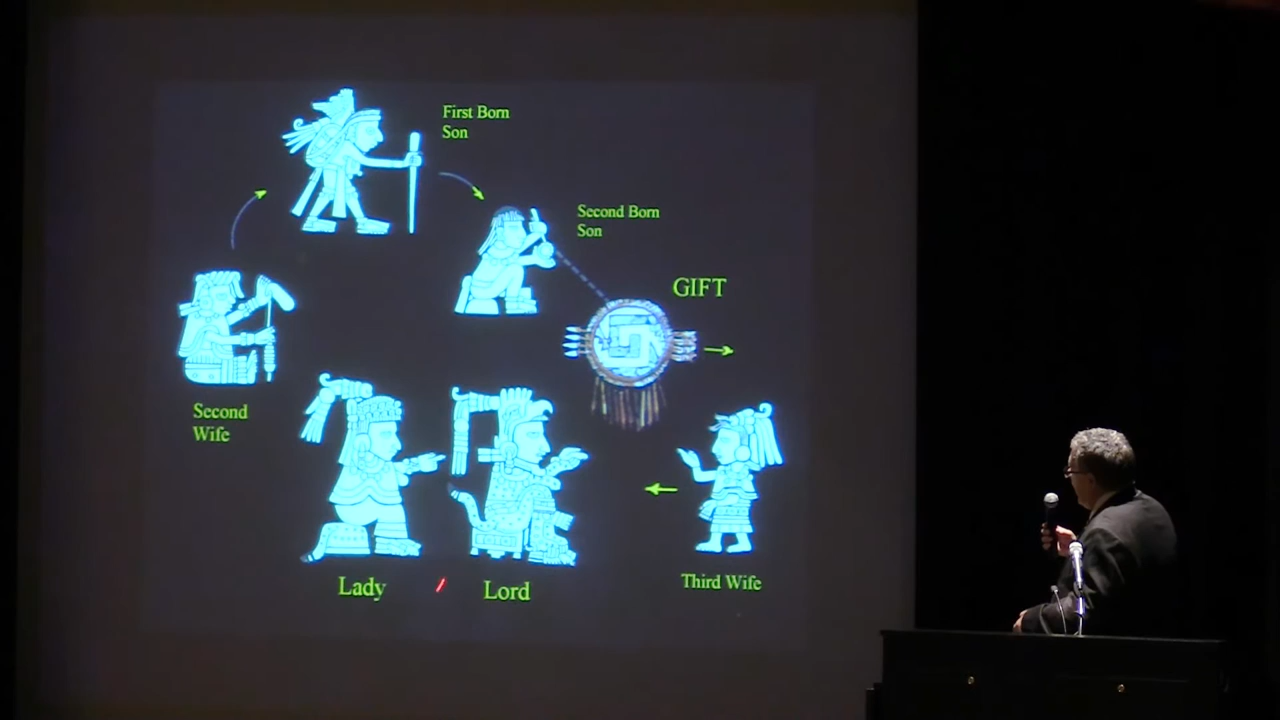 First Born
Son
Second Born
Son
GIFT
Second
Wife
Lady
Lord
Third Wife